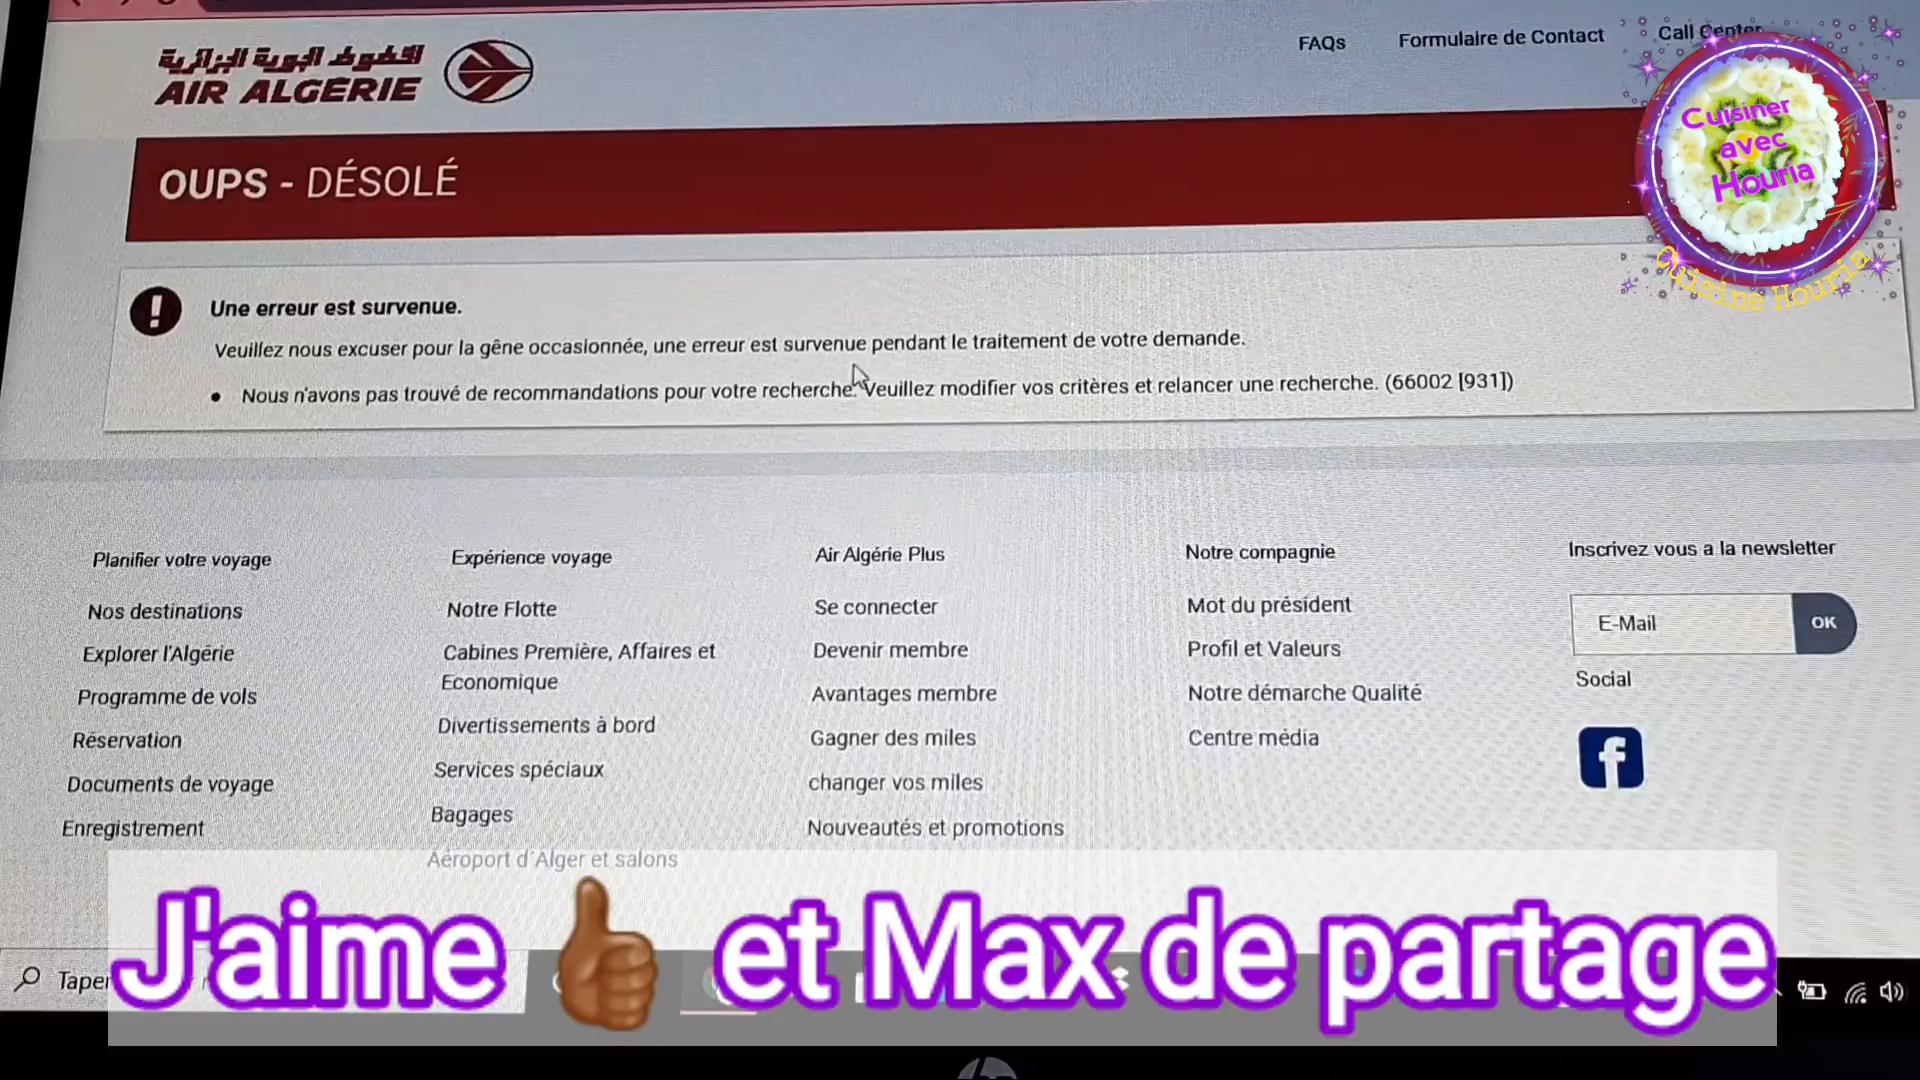 FAQs
Formulaire de Contact
Call Center
الخطوط الجوية الجزائرية
AIR ALGÉRIE
Cuisiner
avec
Houria
Cuisine Houria
OUPS - DÉSOLÉ
Une erreur est survenue.
Veuillez nous excuser pour la gêne occasionnée, une erreur est survenue pendant le traitement de votre demande.
Nous n'avons pas trouvé de recommandations pour votre recherche. Veuillez modifier vos critères et relancer une recherche. (66002 [931])
Planifier votre voyage
Nos destinations
Explorer l'Algérie
Programme de vols
Réservation
Documents de voyage
Enregistrement
Expérience voyage
Notre Flotte
Cabines Première, Affaires et
Economique
Divertissements à bord
Services spéciaux
Bagages
Aéroport d'Alger et salons
Air Algérie Plus
Se connecter
Devenir membre
Avantages membre
Gagner des miles
changer vos miles
Nouveautés et promotions
Notre compagnie
Mot du président
Profil et Valeurs
Notre démarche Qualité
Centre média
Inscrivez vous a la newsletter
E-Mail
OK
Social
J'aime 👍🏾 et Max de partage